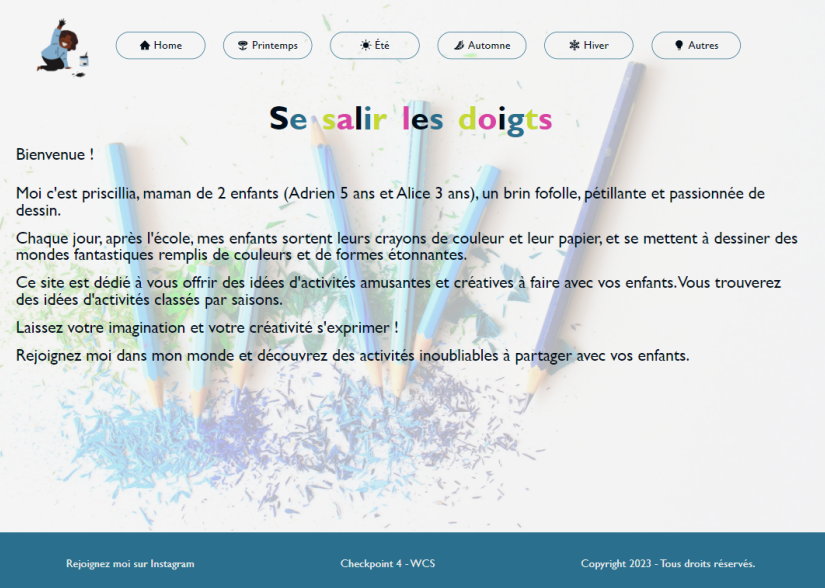 Home Printemps Été Automne Hiver Autres
Se salir les doigts
Bienvenue !
Moi c'est priscillia, maman de 2 enfants (Adrien 5 ans et Alice 3 ans), un brin fofolle, pétillante et passionnée de
dessin.
Chaque jour, après l'école, mes enfants sortent leurs crayons de couleur et leur papier, et se mettent à dessiner des
mondes fantastiques remplis de couleurs et de formes étonnantes.
Ce site est dédié à vous offrir des idées d'activités amusantes et créatives à faire avec vos enfants. Vous trouverez
des idées d'activités classés par saisons.
Laissez votre imagination et votre créativité s'exprimer !
Rejoignez moi dans mon monde et découvrez des activités inoubliables à partager avec vos enfants.
Rejoignez moi sur Instagram Checkpoint 4 - WCS Copyright 2023 - Tous droits réservés.